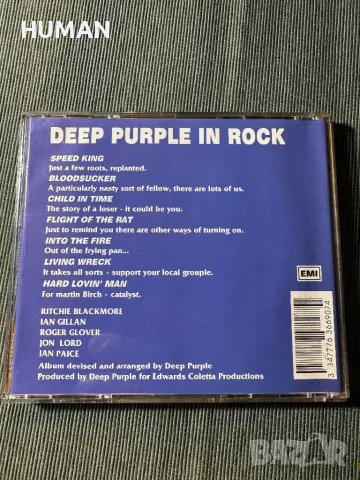 HUMAN
DEEP PURPLE IN ROCK
SPEED KING
Just a few roots, replanted.
BLOODSUCKER
A particularly nasty sort of fellow, there are lots of us.
CHILD IN TIME
The story of a loser - it could be you.
FLIGHT OF THE RAT
Just to remind you there are other ways of turning on.
INTO THE FIRE
Out of the frying pan...
LIVING WRECK
It takes all sorts - support your local groupie.
HARD LOVIN' MAN
For martin Birch - catalyst.
EMI
RITCHIE BLACKMORE
IAN GILLAN
ROGER GLOVER
JON LORD
IAN PAICE
Album devised and arranged by Deep Purple
Produced by Deep Purple for Edwards Coletta Productions
3 347776 3669074
BAZAR